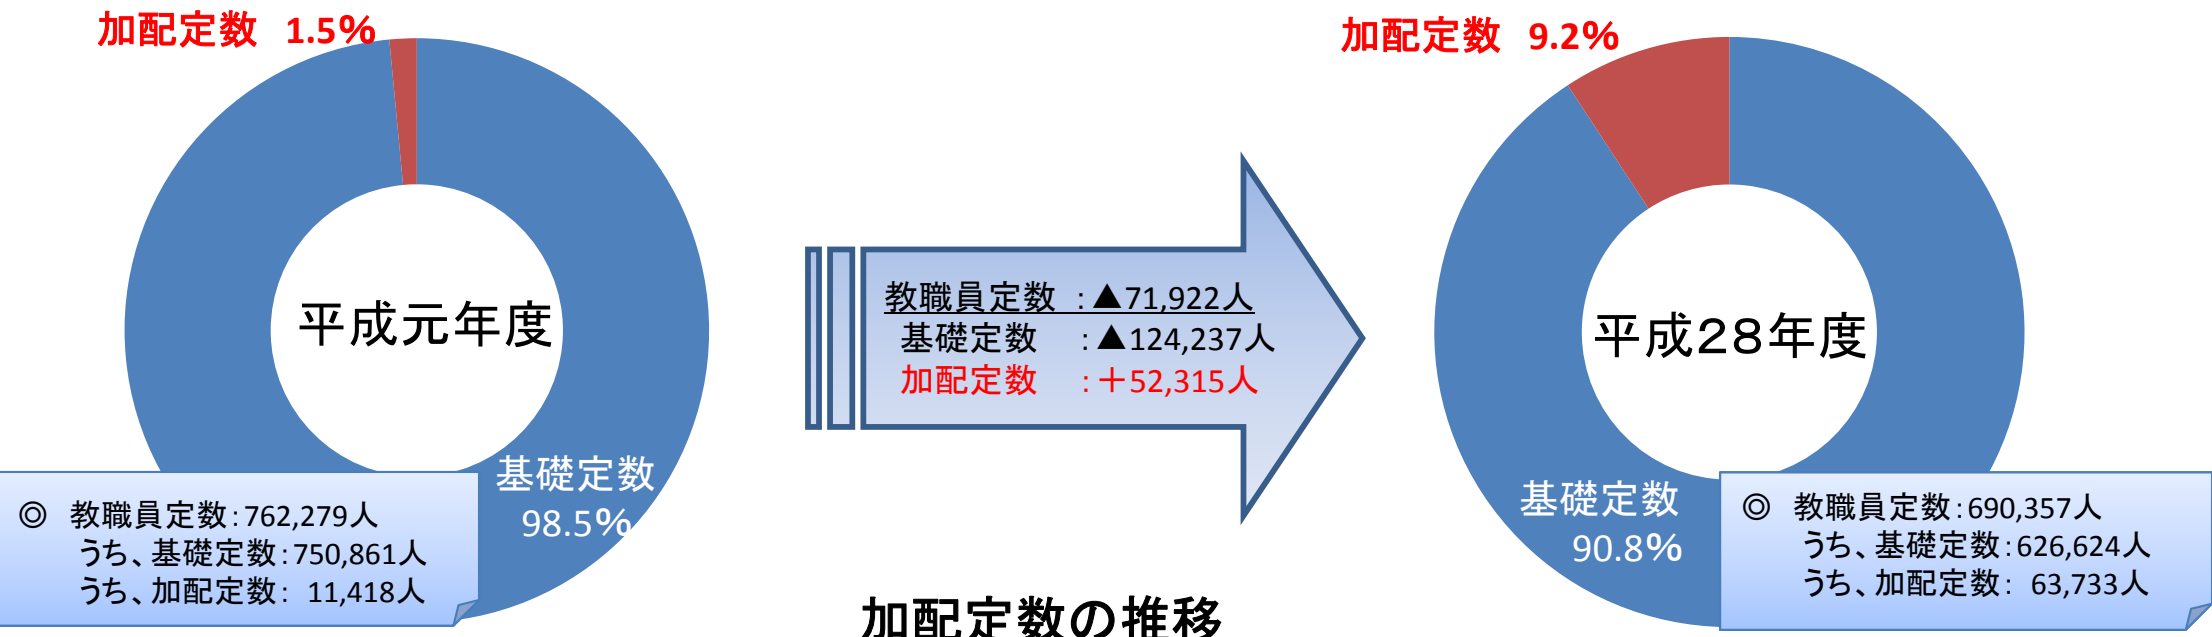 加配定数 1.5%
平成元年度
基礎定数
98.5%
◎ 教職員定数:762,279人
うち、基礎定数:750,861人
うち、加配定数: 11,418人
教職員定数 :▲71,922人
基礎定数 :▲124,237人
加配定数 :＋52,315人
加配定数 9.2%
平成２８年度
基礎定数
90.8%
◎ 教職員定数:690,357人
うち、基礎定数:626,624人
うち、加配定数: 63,733人
加配定数の推移